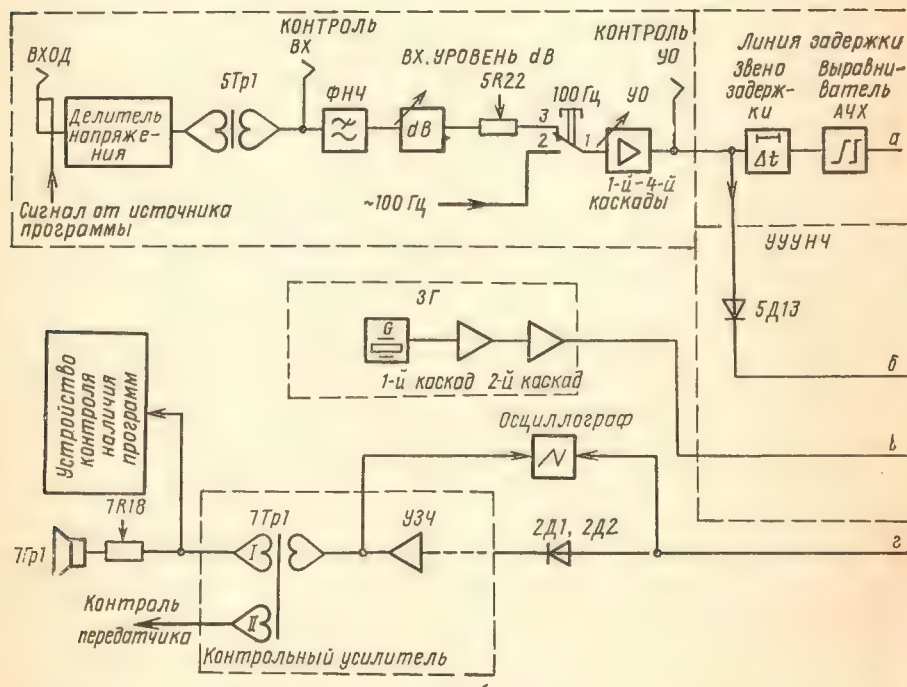 ВХОД
Делитель
напряже-
ния
Сигнал от источника
программы
5Тр1
КОНТРОЛЬ
ВХ
ФНЧ
ВХ. УРОВЕНЬ dB
dB
5R22
100 Гц
3
2
1
~100 Гц
УО
1-й-4-й
каскады
КОНТРОЛЬ
УО
Линия задержки
Звено
задерж-
ки
Δt
Выравни-
ватель
АЧХ
а
УУУНЧ
5Д13
б
ЗГ
G
1-й каскад 2-й каскад
в
Устройство
контроля
наличия
программ
Осциллограф
7R18
7Гр1
7Тр1
I
II
УЗЧ
2Д1, 2Д2
г
Контроль
передатчика
Контрольный усилитель